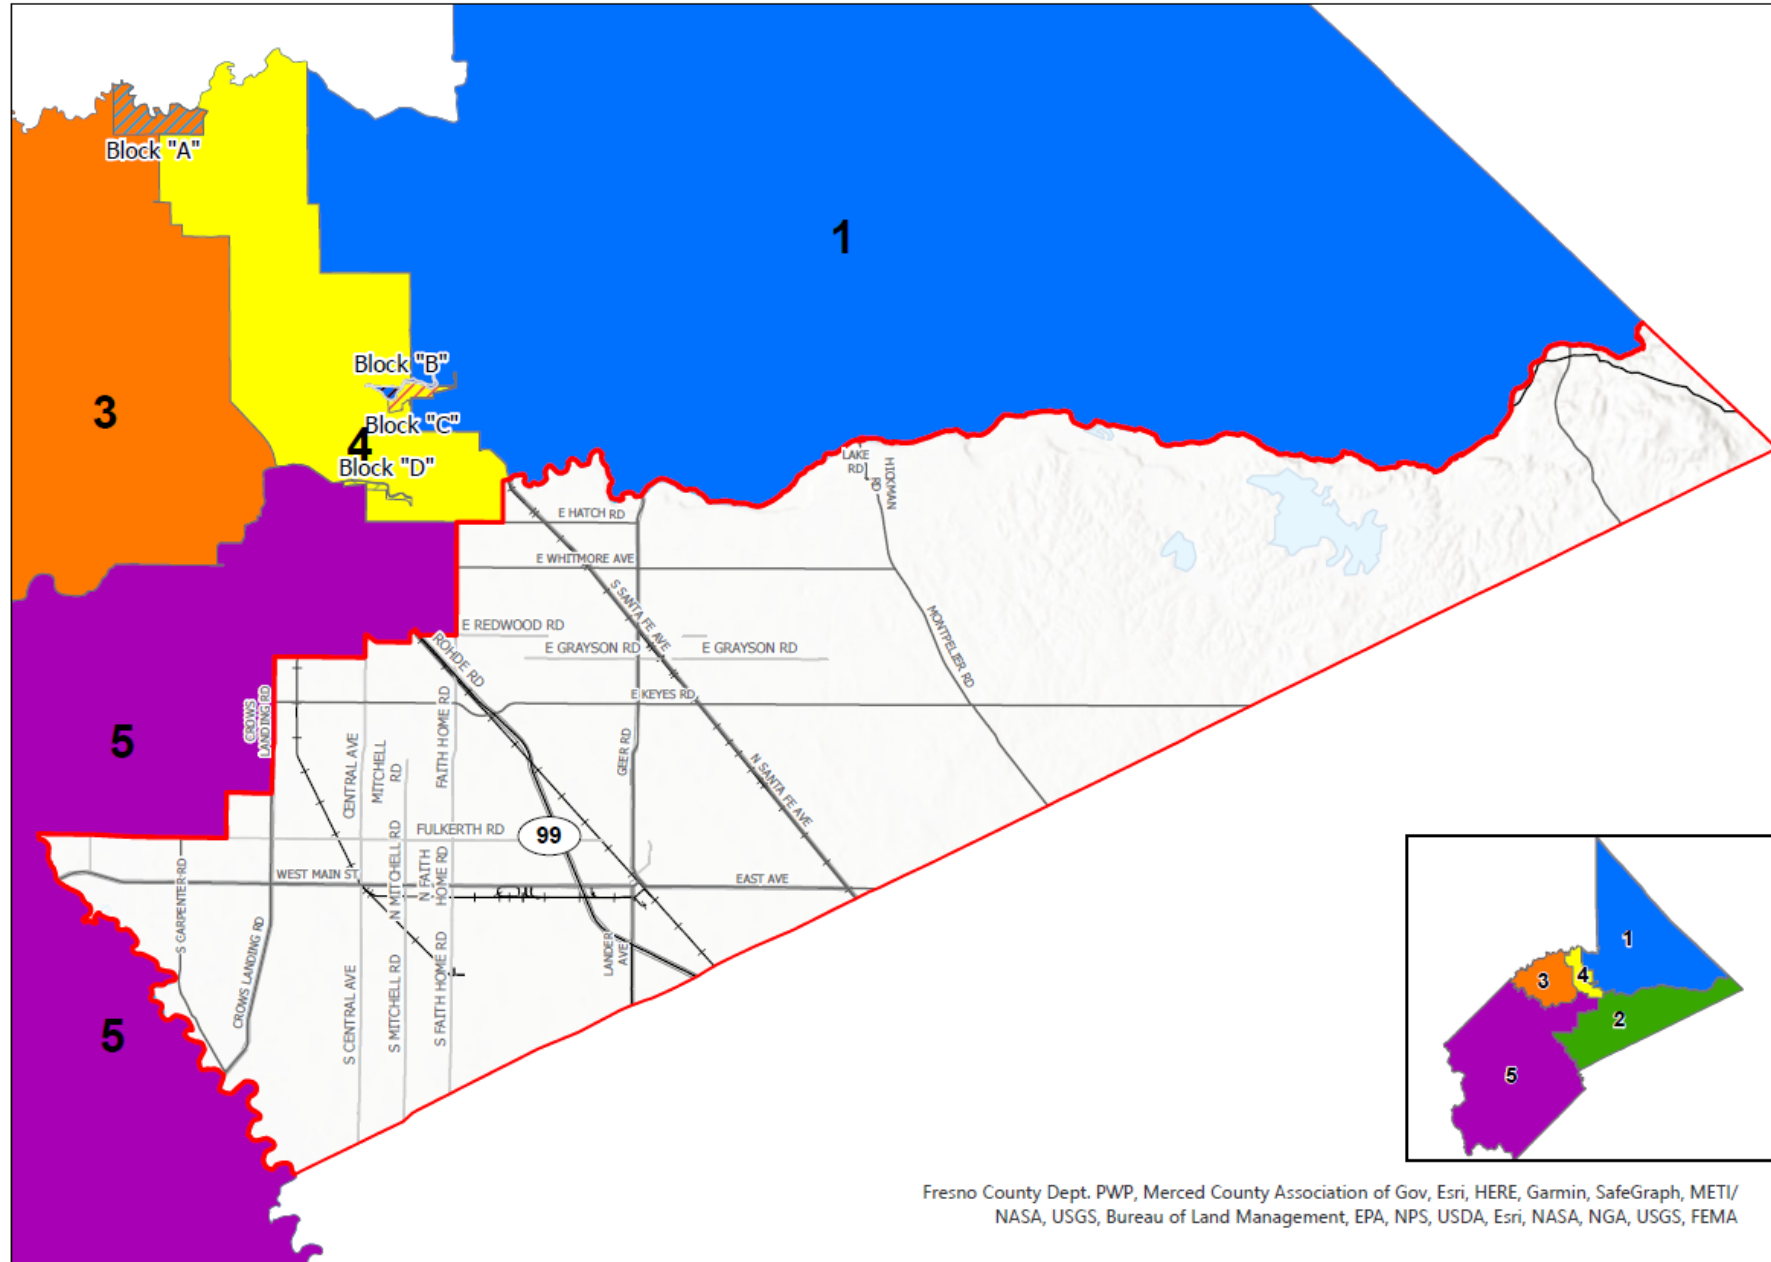 Block "A"
1
Block "B"
3
Block "C"
4
Block "D"
LAKE
RD
HICKMAN
RD
E HATCH RD
E WHITMORE AVE
S SANTA FE AVE
E REDWOOD RD
ROHDE RD
E GRAYSON RD
E GRAYSON RD
MONTPELIER RD
E KEYES RD
CROWS
LANDING RD
FAITH HOME RD
5
CENTRAL AVE
MITCHELL
RD
GEER RD
N SANTA FE AVE
FULKERTH RD
99
S CARPENTER RD
WEST MAIN ST
N MITCHELL RD
N FAITH
HOME RD
EAST AVE
CROWS LANDING RD
S CENTRAL AVE
S MITCHELL RD
S FAITH HOME RD
LANDER
AVE
5
1
3
4
2
5
Fresno County Dept. PWP, Merced County Association of Gov, Esri, HERE, Garmin, SafeGraph, METI/
NASA, USGS, Bureau of Land Management, EPA, NPS, USDA, Esri, NASA, NGA, USGS, FEMA